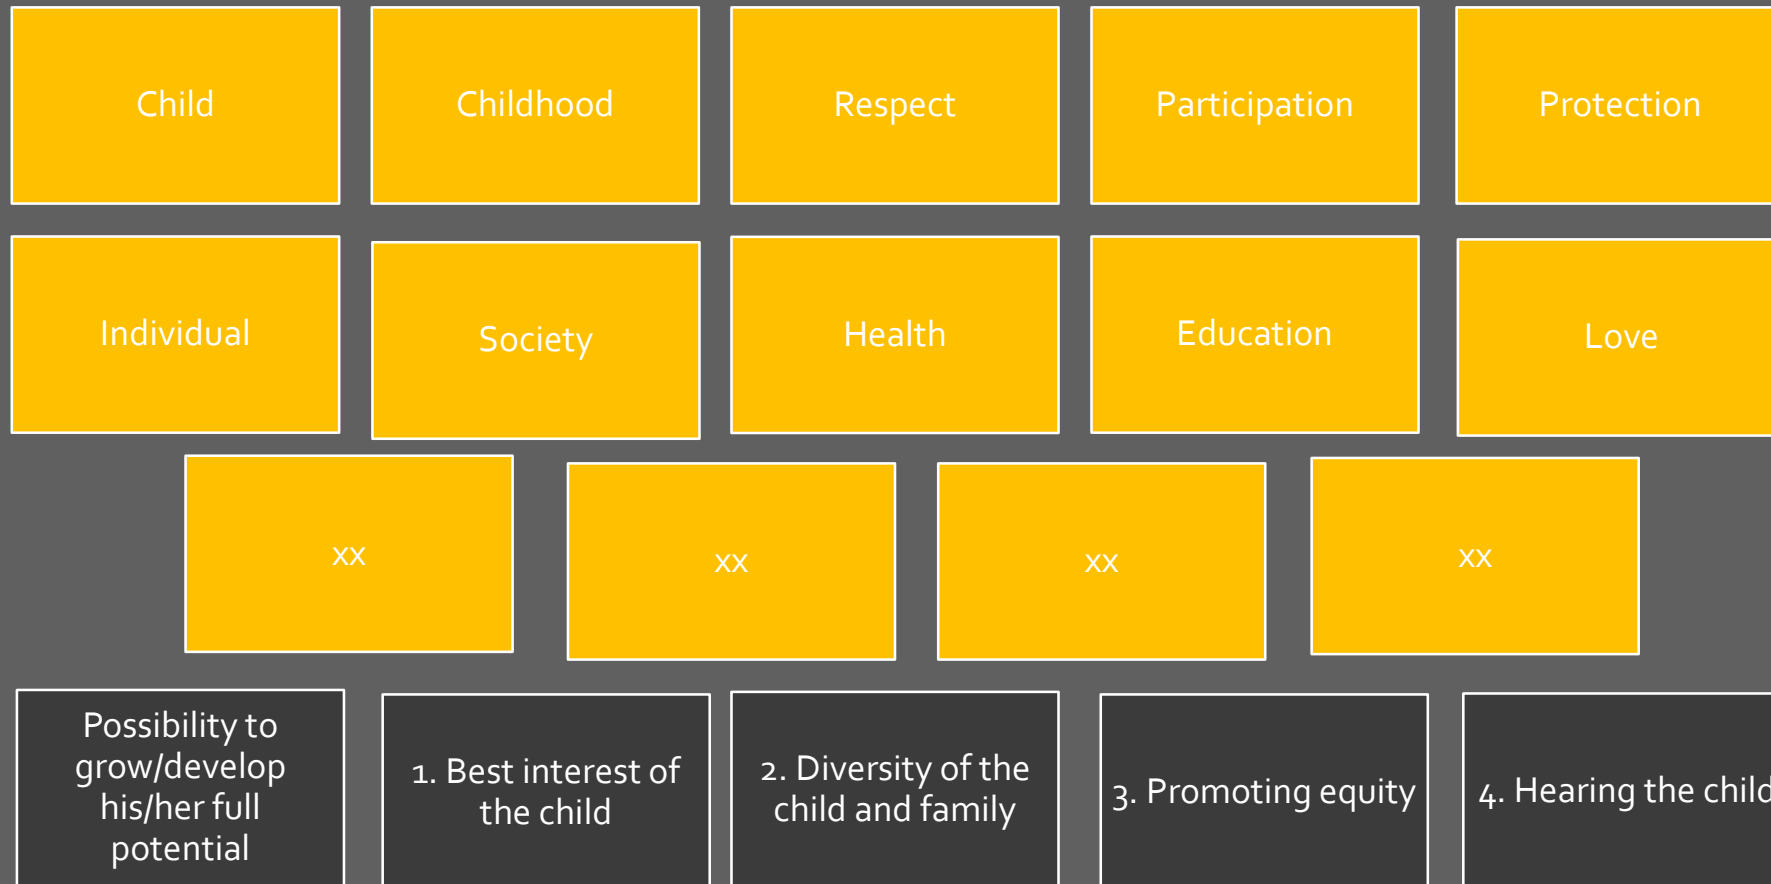 Child
Childhood
Respect
Participation
Protection
Individual
Society
Health
Education
Love
xx
xx
xx
xx
Possibility to
grow/develop
his/her full
potential
1. Best interest of
the child
2. Diversity of the
child and family
3. Promoting equity
4. Hearing the child